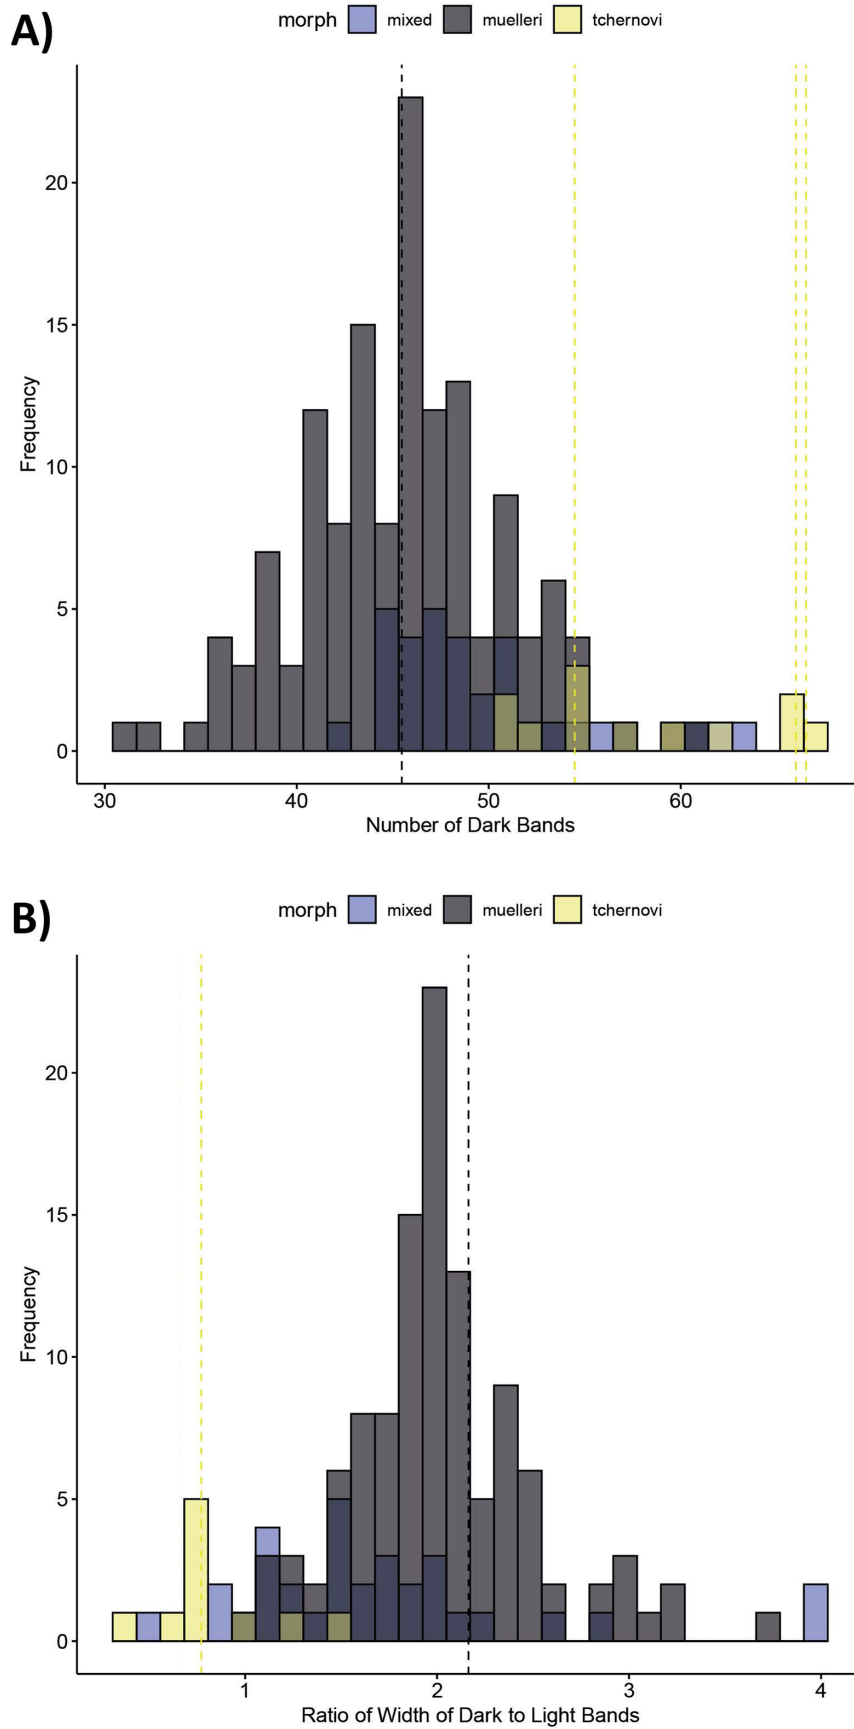 A)
morph mixed muelleri tchernovi
20
15
10
5
0
Frequency
30 40 50 60
Number of Dark Bands
B)
morph mixed muelleri tchernovi
20
15
10
5
0
Frequency
1 2 3 4
Ratio of Width of Dark to Light Bands